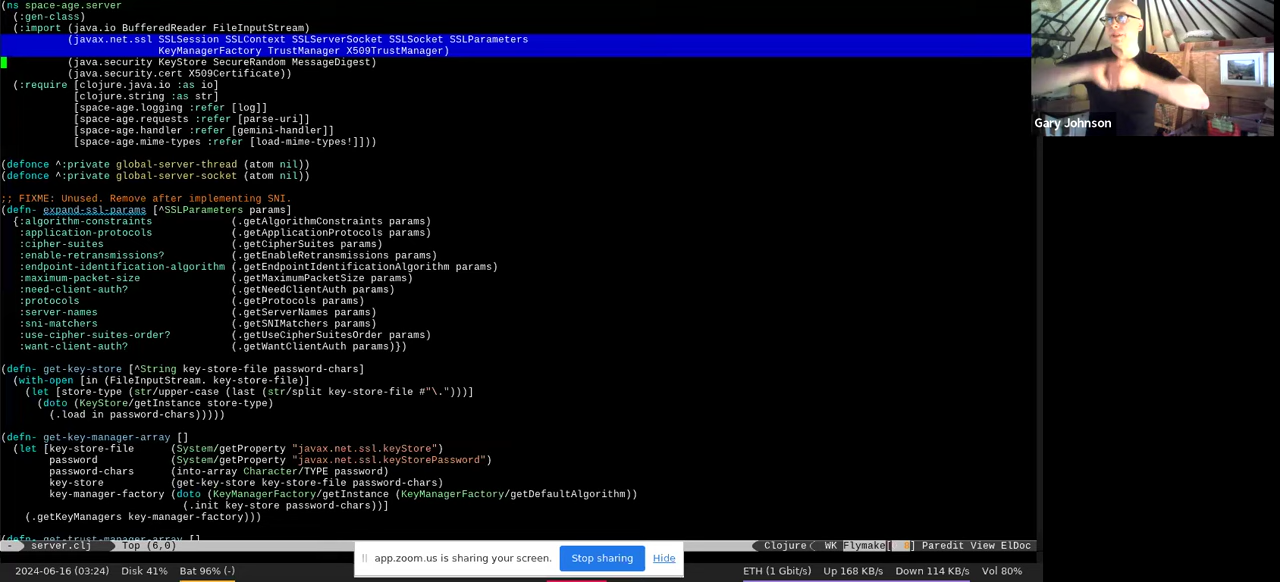 (ns space-age.server
  (:gen-class)
  (:import (java.io BufferedReader FileInputStream)
           (javax.net.ssl SSLSession SSLContext SSLServerSocket SSLSocket SSLParameters
                          KeyManagerFactory TrustManager X509TrustManager)
           (java.security KeyStore SecureRandom MessageDigest)
           (java.security.cert X509Certificate))
  (:require [clojure.java.io :as io]
            [clojure.string :as str]
            [space-age.logging :refer [log]]
            [space-age.requests :refer [parse-uri]]
            [space-age.handler :refer [gemini-handler]]
            [space-age.mime-types :refer [load-mime-types!]]))
(defonce ^:private global-server-thread (atom nil))
(defonce ^:private global-server-socket (atom nil))
;; FIXME: Unused. Remove after implementing SNI.
(defn- expand-ssl-params [^SSLParameters params]
  {:algorithm-constraints             (.getAlgorithmConstraints params)
   :application-protocols             (.getApplicationProtocols params)
   :cipher-suites                     (.getCipherSuites params)
   :enable-retransmissions?           (.getEnableRetransmissions params)
   :endpoint-identification-algorithm (.getEndpointIdentificationAlgorithm params)
   :maximum-packet-size               (.getMaximumPacketSize params)
   :need-client-auth?                 (.getNeedClientAuth params)
   :protocols                         (.getProtocols params)
   :server-names                      (.getServerNames params)
   :sni-matchers                      (.getSNIMatchers params)
   :use-cipher-suites-order?          (.getUseCipherSuitesOrder params)
   :want-client-auth?                 (.getWantClientAuth params)})
(defn- get-key-store [^String key-store-file password-chars]
  (with-open [in (FileInputStream. key-store-file)]
    (let [store-type (str/upper-case (last (str/split key-store-file #"\.")))]
      (doto (KeyStore/getInstance store-type)
        (.load in password-chars)))))
(defn- get-key-manager-array []
  (let [key-store-file      (System/getProperty "javax.net.ssl.keyStore")
        password            (System/getProperty "javax.net.ssl.keyStorePassword")
        password-chars      (into-array Character/TYPE password)
        key-store           (get-key-store key-store-file password-chars)
        key-manager-factory (doto (KeyManagerFactory/getInstance (KeyManagerFactory/getDefaultAlgorithm))
                              (.init key-store password-chars))]
    (.getKeyManagers key-manager-factory)))
(defn- get-trust-manager-array []
- server.clj Top (6,0) Clojure WK Flymake[ 8] Paredit View ElDoc
app.zoom.us is sharing your screen. Stop sharing Hide
2024-06-16 (03:24) Disk 41% Bat 96% (-) ETH (1 Gbit/s) Up 168 KB/s Down 114 KB/s Vol 80%
Gary Johnson